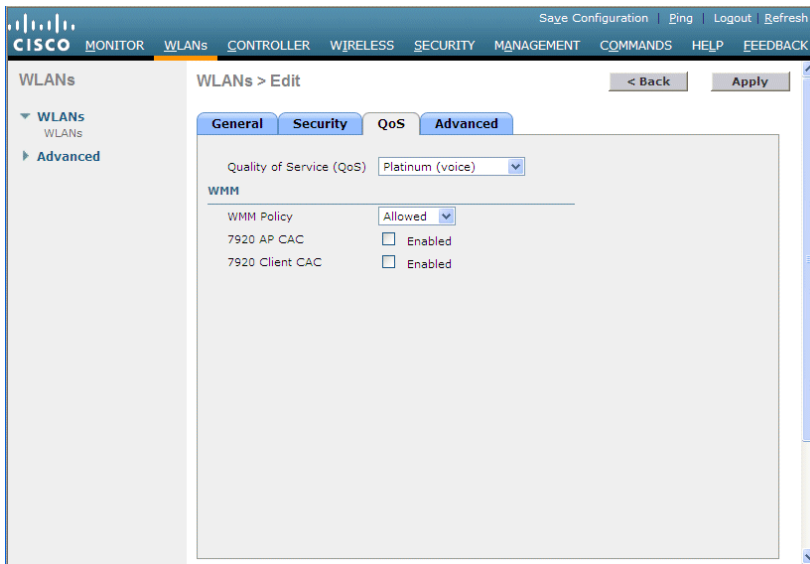 Save Configuration | Ping | Logout | Refresh
CISCO MONITOR WLANs CONTROLLER WIRELESS SECURITY MANAGEMENT COMMANDS HELP FEEDBACK
WLANs
WLANs
WLANs
Advanced
WLANs > Edit
< Back
Apply
General Security QoS Advanced
Quality of Service (QoS) Platinum (voice)
WMM
WMM Policy Allowed
7920 AP CAC Enabled
7920 Client CAC Enabled